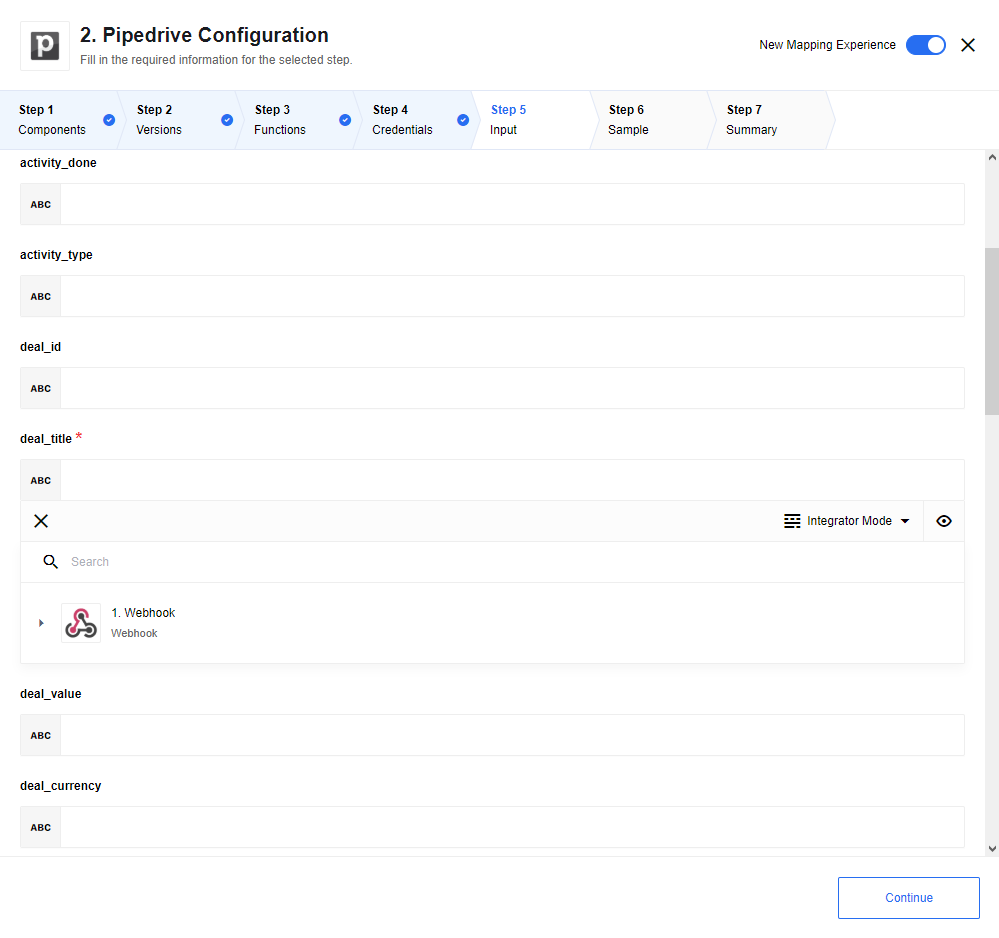 p
2. Pipedrive Configuration
Fill in the required information for the selected step.
New Mapping Experience
Step 1
Components
Step 2
Versions
Step 3
Functions
Step 4
Credentials
Step 5
Input
Step 6
Sample
Step 7
Summary
activity_done
ABC
activity_type
ABC
deal_id
ABC
deal_title *
ABC
Integrator Mode
Search
1. Webhook
Webhook
deal_value
ABC
deal_currency
ABC
Continue